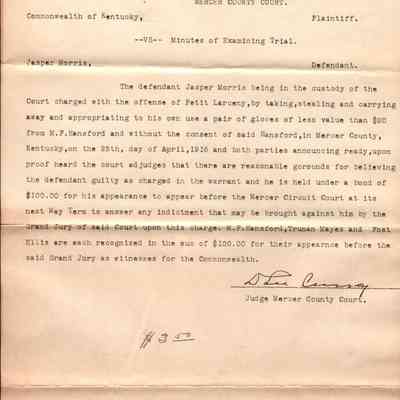 MERCER COUNTY COURT.
Commonwealth of Kentucky, Plaintiff.
--VS-- Minutes of Examining Trial.
Jasper Morris, Defendant.
The defendant Jasper Morris being in the custody of the
Court charged with the offense of Petit Larceny,by taking,stealing and carrying
away and appropriating to his own use a pair of gloves of less value than $20
from M.F.Hansford and without the consent of said Hansford,in Mercer County,
Kentucky,on the 25th, day of April,1916 and both parties announcing ready,upon
proof heard the court adjudges that there are reasonable gorunds for believing
the defendant guilty as charged in the warrant and he is held under a bond of
$100.00 for his appearance to appear before the Mercer Circuit Court at its
next May Term to answer any indictment that may be brought against him by the
Grand Jury of said Court upon this charge. M.F.Hansford,Truman Mayes and
Ellis are each recognized in the sum of $100.00 for their appearnce before the
said Grand Jury as witnesses for the Commonwealth.
Judge Mercer County Court.
$3.00